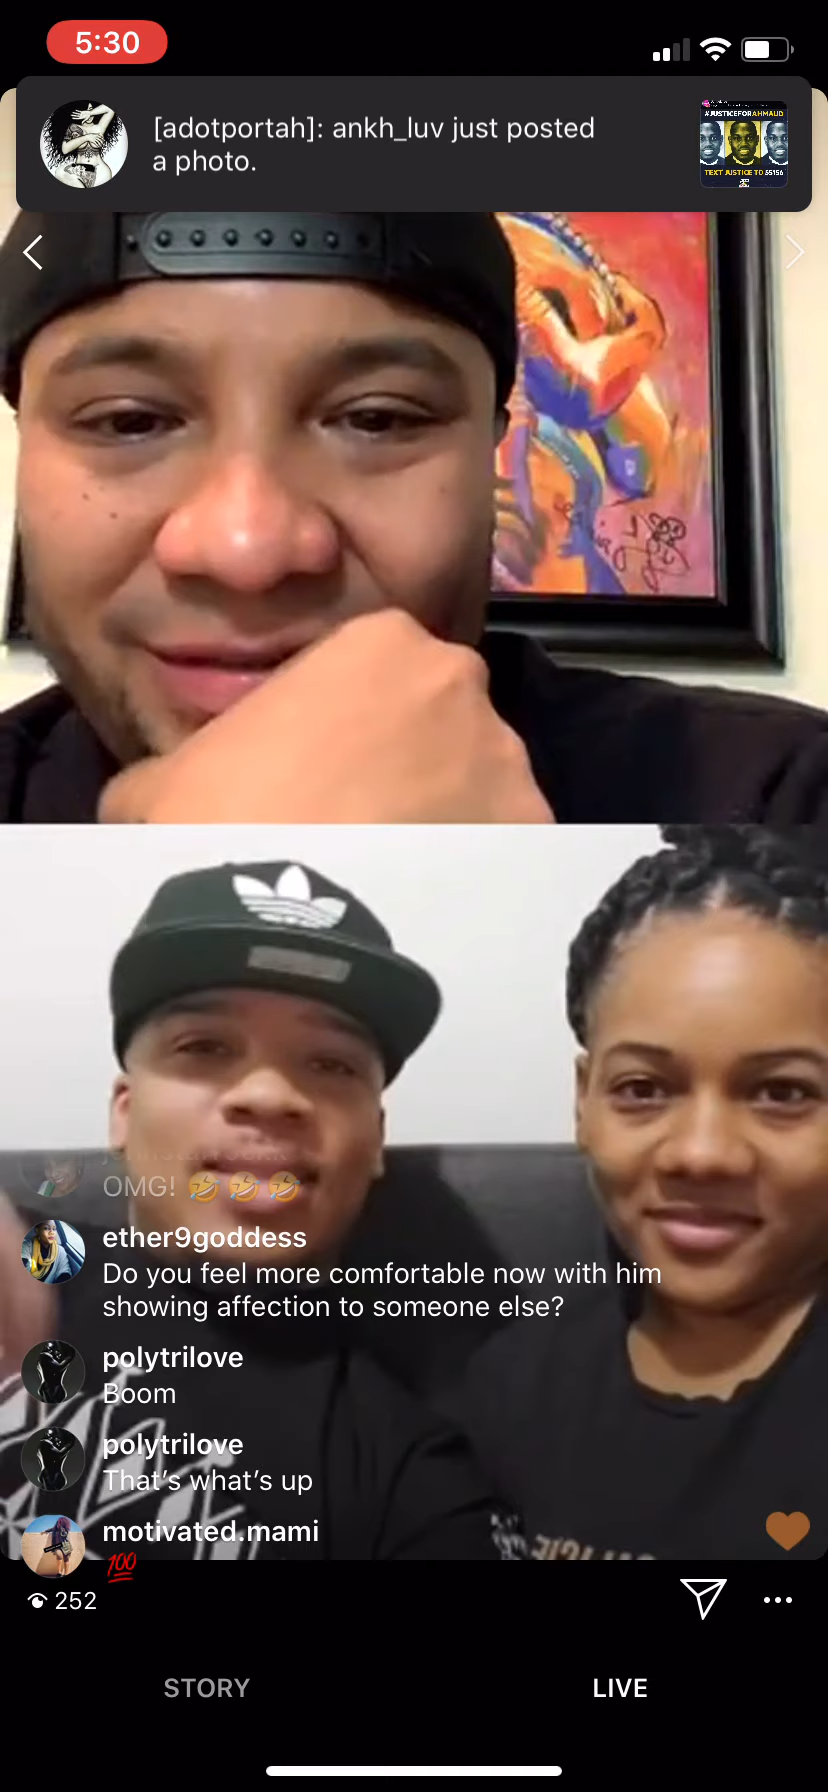 5:30
[adotportah]: ankh_luv just posted
a photo.
#JUSTICEFORAHMAUD
TEXT JUSTICE TO 55156
OMG! 🤣🤣🤣
ether9goddess
Do you feel more comfortable now with him
showing affection to someone else?
polytrilove
Boom
polytrilove
That's what's up
motivated.mami
💯
252
STORY
LIVE